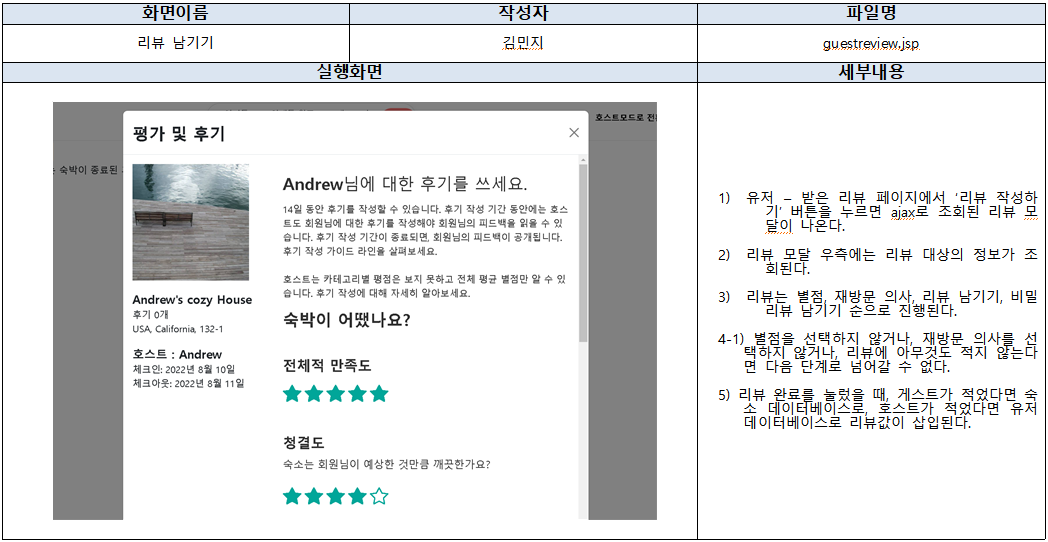 화면이름 작성자 파일명
리뷰 남기기 김민지 guestreview.jsp
실행화면 세부내용
호스트모드로 전환
는 숙박이 종료된
평가 및 후기
Andrew님에 대한 후기를 쓰세요.
14일 동안 후기를 작성할 수 있습니다. 후기 작성 기간 동안에는 호스
트도 회원님에 대한 후기를 작성해야 회원님의 피드백을 읽을 수 있
습니다. 후기 작성 기간이 종료되면, 회원님의 피드백이 공개됩니다.
후기 작성 가이드 라인을 살펴보세요.
호스트는 카테고리별 평점은 보지 못하고 전체 평균 별점만 알 수 있
습니다. 후기 작성에 대해 자세히 알아보세요.
숙박이 어땠나요?
전체적 만족도
청결도
숙소는 회원님이 예상한 것만큼 깨끗한가요?
Andrew's cozy House
후기 0개
USA, California, 132-1
호스트 : Andrew
체크인: 2022년 8월 10일
체크아웃: 2022년 8월 11일
1) 유저 – 받은 리뷰 페이지에서 ‘리뷰 작성하
기’ 버튼을 누르면 ajax로 조회된 리뷰 모
달이 나온다.
2) 리뷰 모달 우측에는 리뷰 대상의 정보가 조
회된다.
3) 리뷰는 별점, 재방문 의사, 리뷰 남기기, 비밀
리뷰 남기기 순으로 진행된다.
4-1) 별점을 선택하지 않거나, 재방문 의사를 선
택하지 않거나, 리뷰에 아무것도 적지 않는다
면 다음 단계로 넘어갈 수 없다.
5) 리뷰 완료를 눌렀을 때, 게스트가 적었다면 숙
소 데이터베이스로, 호스트가 적었다면 유저
데이터베이스로 리뷰값이 삽입된다.